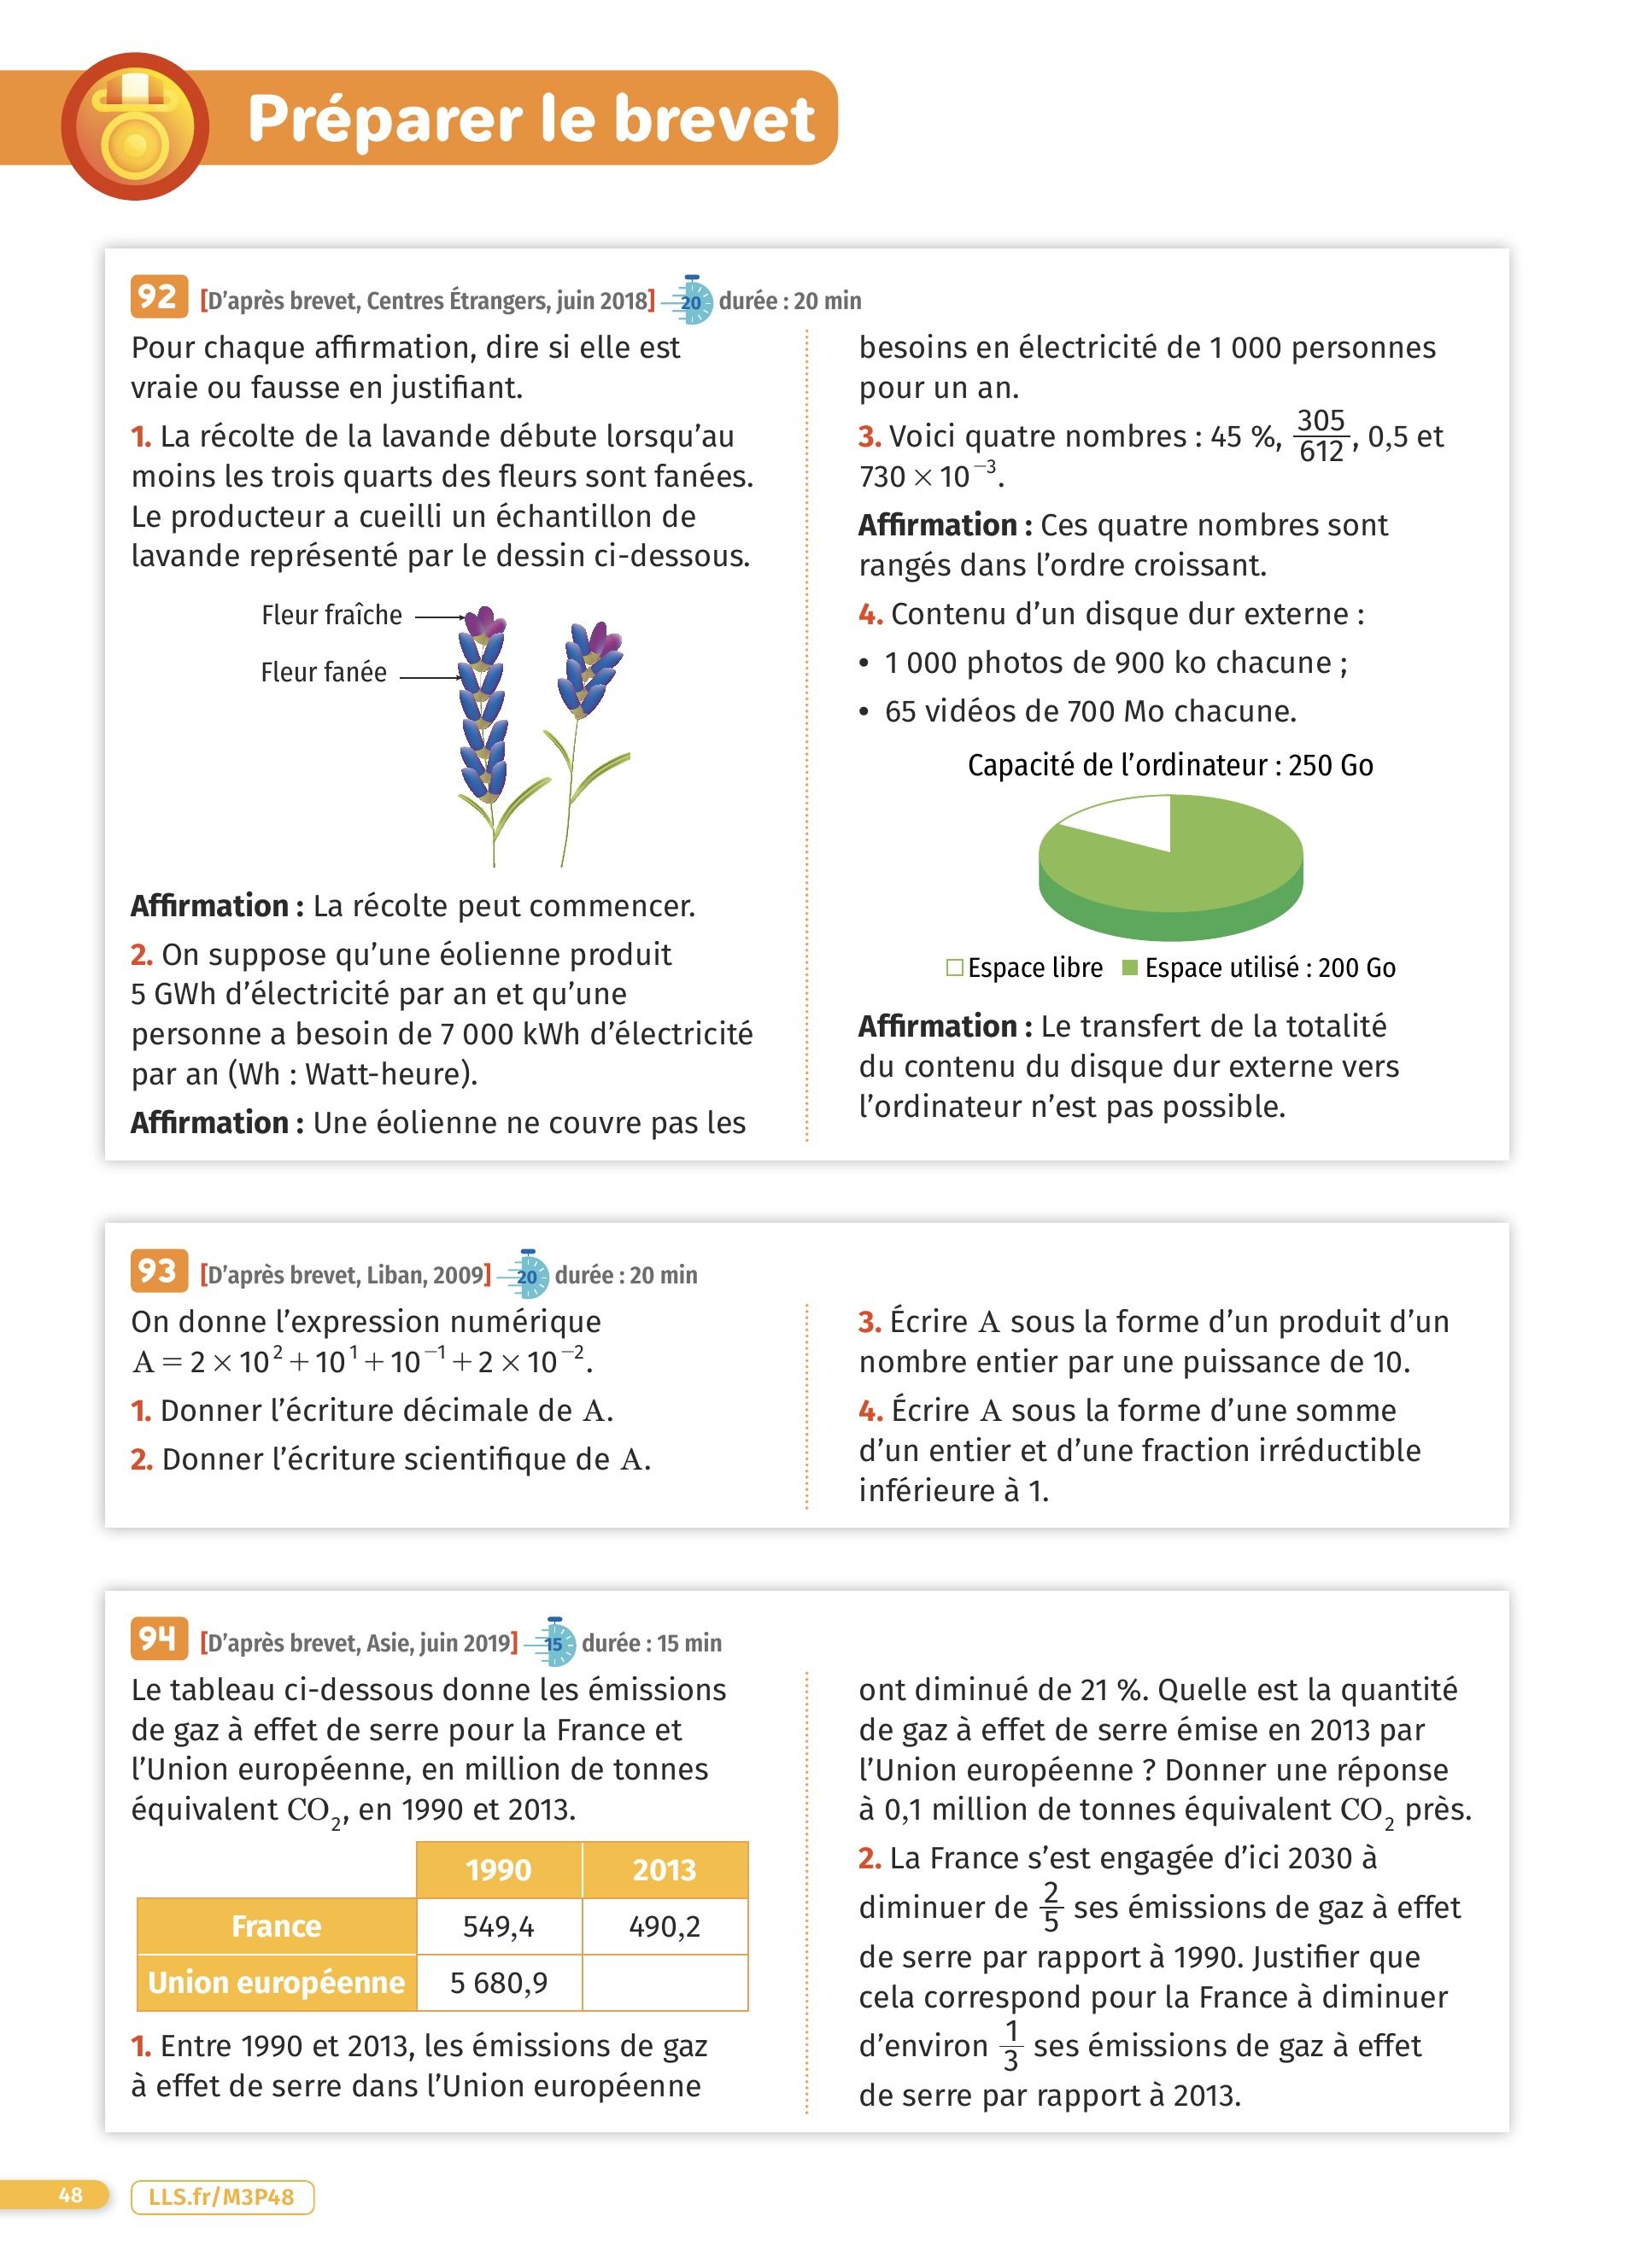 Préparer le brevet
92 [D'après brevet, Centres Étrangers, juin 2018] 20 durée : 20 min
Pour chaque affirmation, dire si elle est
vraie ou fausse en justifiant.
1. La récolte de la lavande débute lorsqu'au
moins les trois quarts des fleurs sont fanées.
Le producteur a cueilli un échantillon de
lavande représenté par le dessin ci-dessous.
Fleur fraîche
Fleur fanée
Affirmation : La récolte peut commencer.
2. On suppose qu'une éolienne produit
5 GWh d'électricité par an et qu'une
personne a besoin de 7 000 kWh d'électricité
par an (Wh : Watt-heure).
Affirmation : Une éolienne ne couvre pas les
besoins en électricité de 1 000 personnes
pour un an.
3. Voici quatre nombres : 45 %, 305/612, 0,5 et
730 × 10⁻³.
Affirmation : Ces quatre nombres sont
rangés dans l'ordre croissant.
4. Contenu d'un disque dur externe :
• 1 000 photos de 900 ko chacune ;
• 65 vidéos de 700 Mo chacune.
Capacité de l'ordinateur : 250 Go
Espace libre Espace utilisé : 200 Go
Affirmation : Le transfert de la totalité
du contenu du disque dur externe vers
l'ordinateur n'est pas possible.
93 [D'après brevet, Liban, 2009] 20 durée : 20 min
On donne l'expression numérique
A = 2 × 10² + 10¹ + 10⁻¹ + 2 × 10⁻².
1. Donner l'écriture décimale de A.
2. Donner l'écriture scientifique de A.
3. Écrire A sous la forme d'un produit d'un
nombre entier par une puissance de 10.
4. Écrire A sous la forme d'une somme
d'un entier et d'une fraction irréductible
inférieure à 1.
94 [D'après brevet, Asie, juin 2019] 15 durée : 15 min
Le tableau ci-dessous donne les émissions
de gaz à effet de serre pour la France et
l'Union européenne, en million de tonnes
équivalent CO₂, en 1990 et 2013.
1990 2013
France 549,4 490,2
Union européenne 5 680,9
1. Entre 1990 et 2013, les émissions de gaz
à effet de serre dans l'Union européenne
ont diminué de 21 %. Quelle est la quantité
de gaz à effet de serre émise en 2013 par
l'Union européenne ? Donner une réponse
à 0,1 million de tonnes équivalent CO₂ près.
2. La France s'est engagée d'ici 2030 à
diminuer de 2/5 ses émissions de gaz à effet
de serre par rapport à 1990. Justifier que
cela correspond pour la France à diminuer
d'environ 1/3 ses émissions de gaz à effet
de serre par rapport à 2013.
48 LLS.fr/M3P48